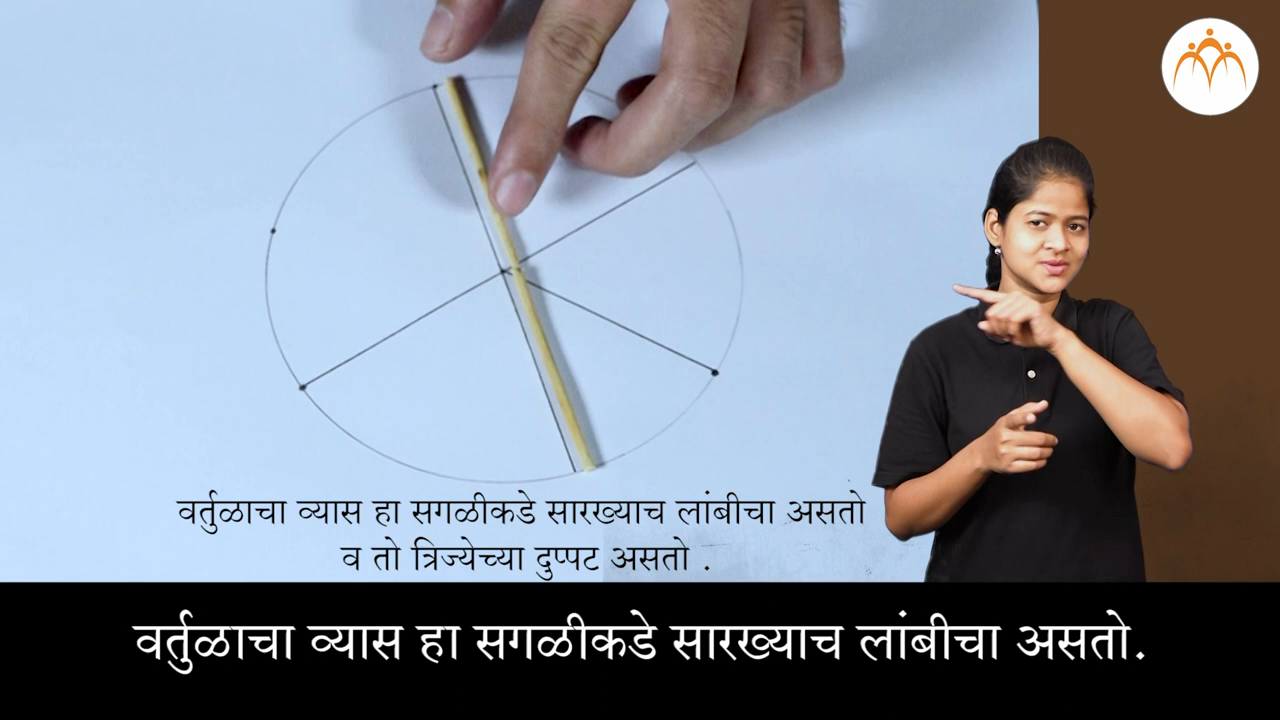 वर्तुळाचा व्यास हा सगळीकडे सारख्याच लांबीचा असतो
व तो त्रिज्येच्या दुप्पट असतो .
वर्तुळाचा व्यास हा सगळीकडे सारख्याच लांबीचा असतो.